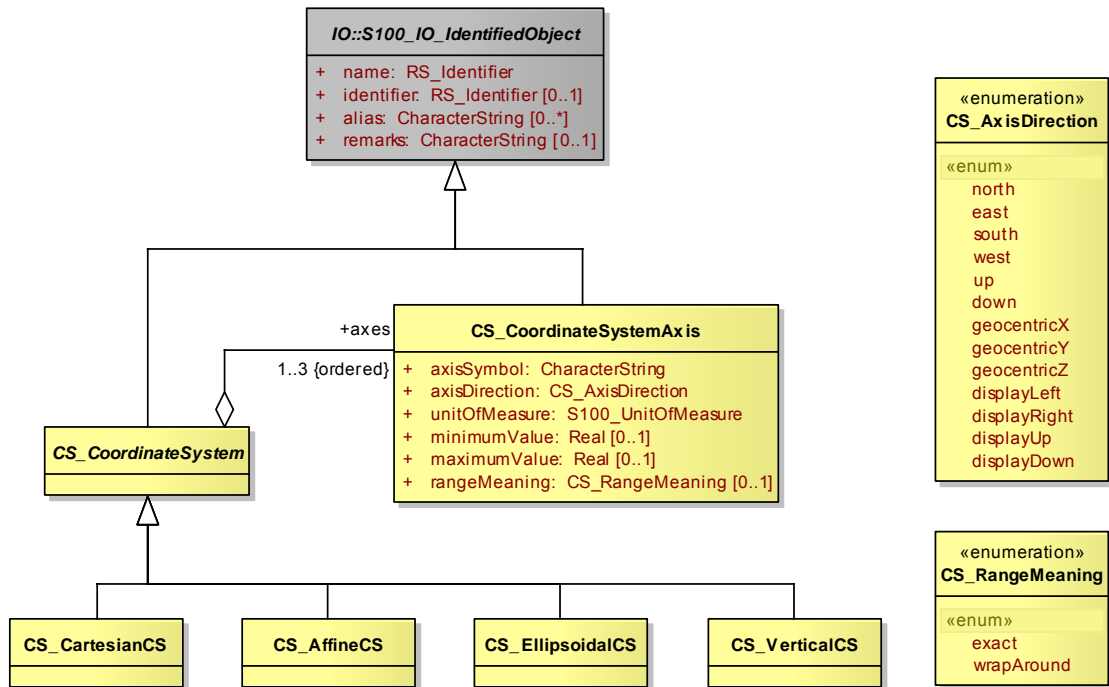 IO::S100_IO_IdentifiedObject
+ name: RS_Identifier
+ identifier: RS_Identifier [0..1]
+ alias: CharacterString [0..*]
+ remarks: CharacterString [0..1]
«enumeration»
CS_AxisDirection
«enum»
north
east
south
west
up
down
geocentricX
geocentricY
geocentricZ
displayLeft
displayRight
displayUp
displayDown
+axes
1..3 {ordered}
CS_CoordinateSystemAxis
+ axisSymbol: CharacterString
+ axisDirection: CS_AxisDirection
+ unitOfMeasure: S100_UnitOfMeasure
+ minimumValue: Real [0..1]
+ maximumValue: Real [0..1]
+ rangeMeaning: CS_RangeMeaning [0..1]
CS_CoordinateSystem
«enumeration»
CS_RangeMeaning
«enum»
exact
wrapAround
CS_CartesianCS
CS_AffineCS
CS_EllipsoidalCS
CS_VerticalCS